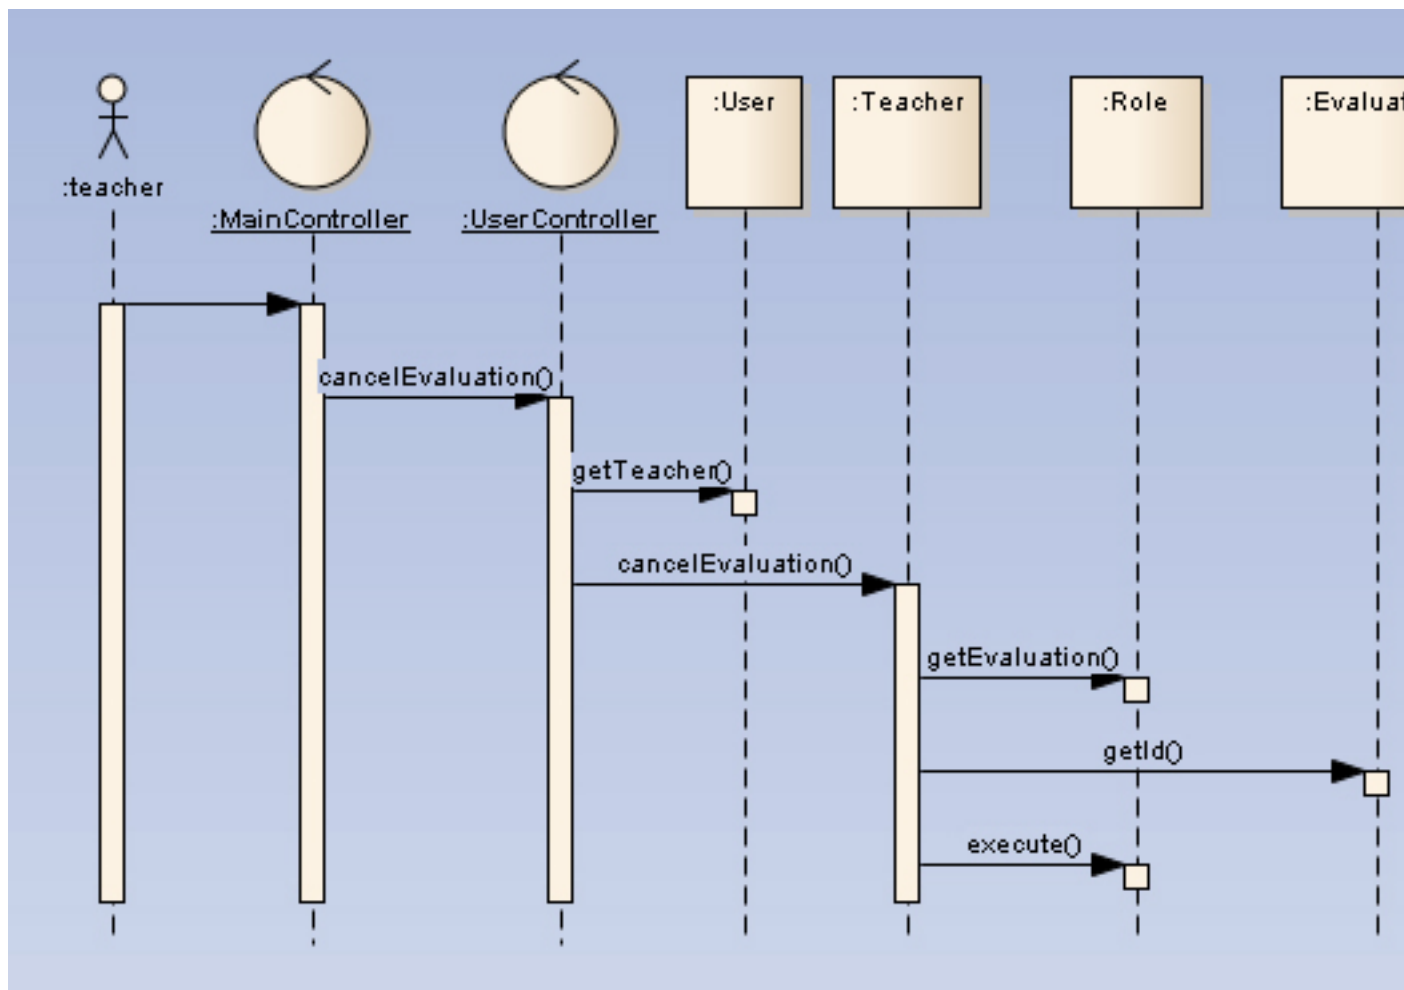 :User
:Teacher
:Role
:teacher
:MainController
:UserController
cancelEvaluation()
getTeacher()
cancelEvaluation()
getEvaluation()
getId()
execute()